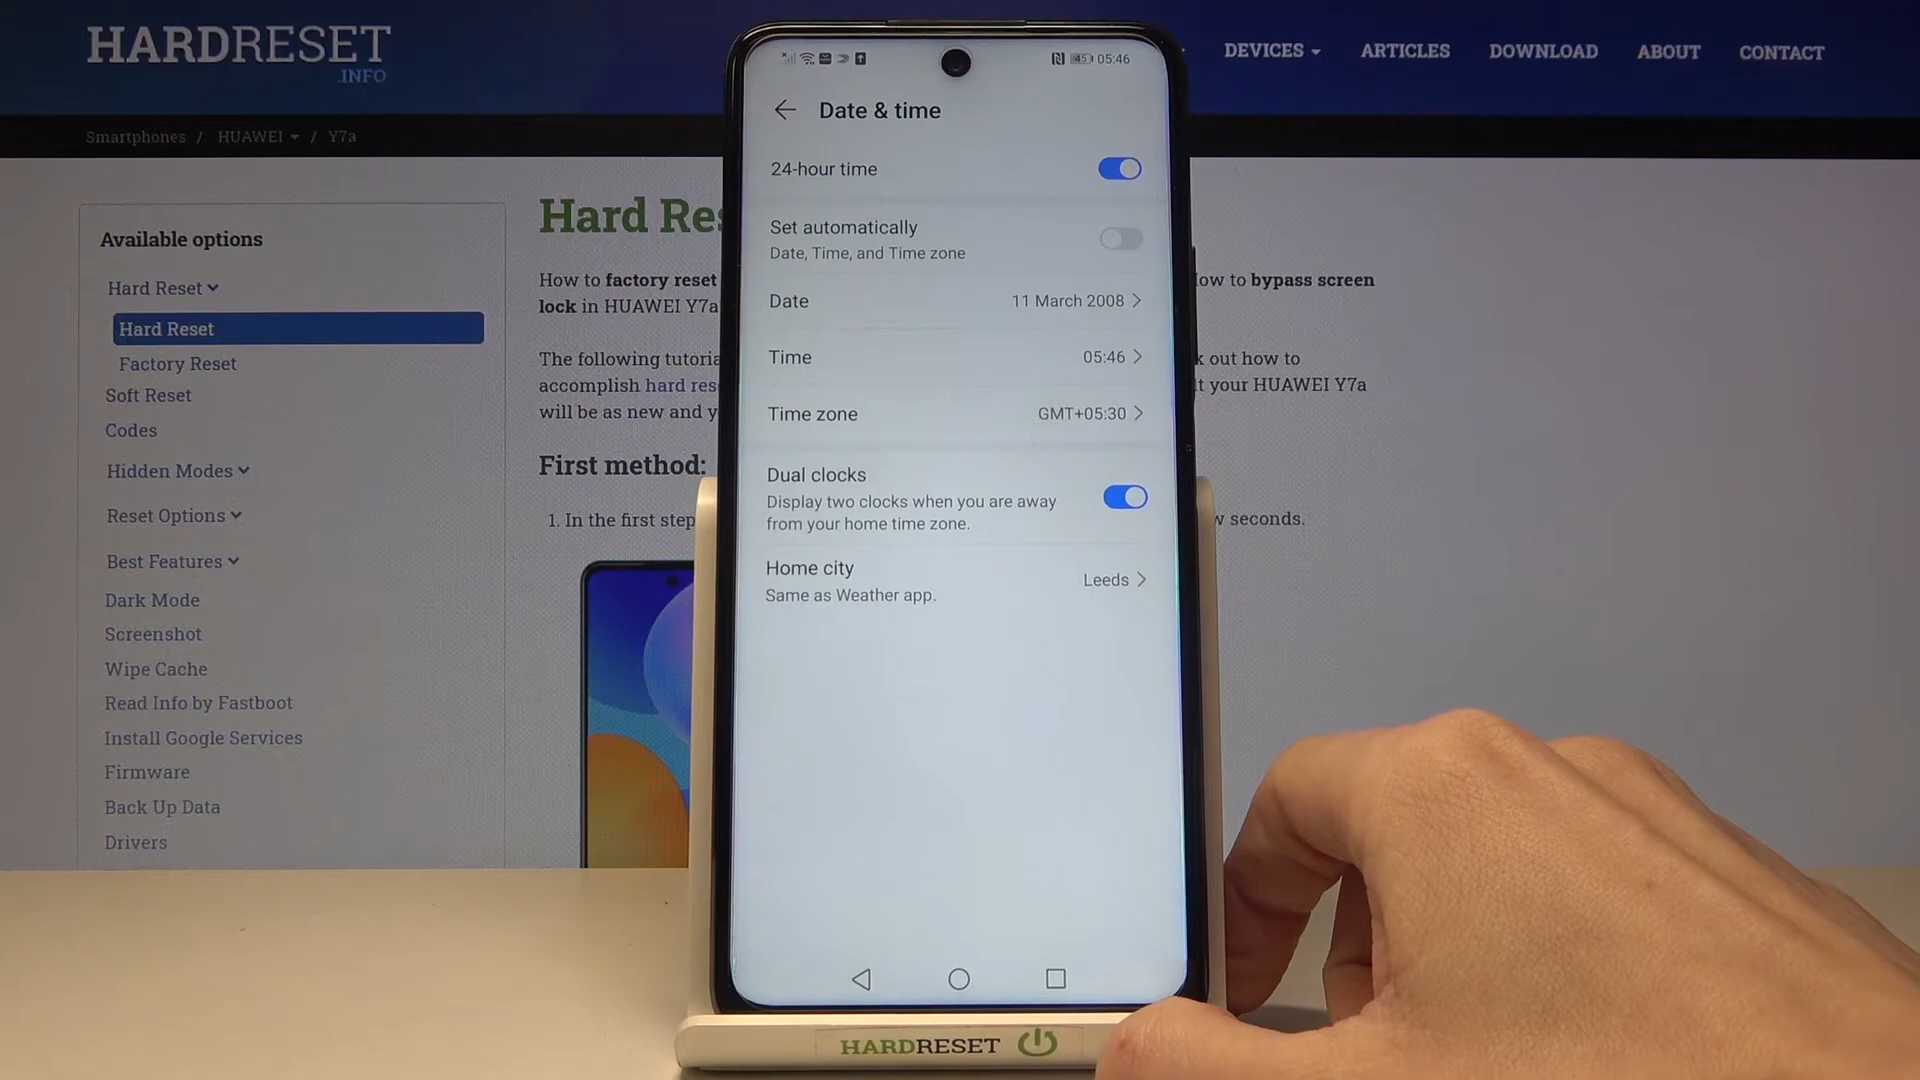 HARDRESET
.INFO
DEVICES
ARTICLES
DOWNLOAD
ABOUT
CONTACT
Smartphones / HUAWEI / Y7a
Available options
Hard Reset
Hard Reset
Factory Reset
Soft Reset
Codes
Hidden Modes
Reset Options
Best Features
Dark Mode
Screenshot
Wipe Cache
Read Info by Fastboot
Install Google Services
Firmware
Back Up Data
Drivers
Hard Res
How to factory reset
ow to bypass screen
lock in HUAWEI Y7a
The following tutoria
k out how to
accomplish hard res
t your HUAWEI Y7a
will be as new and y
First method:
1. In the first step
w seconds.
45 05:46
Date & time
24-hour time
Set automatically
Date, Time, and Time zone
Date 11 March 2008
Time 05:46
Time zone GMT+05:30
Dual clocks
Display two clocks when you are away
from your home time zone.
Home city Leeds
Same as Weather app.
HARDRESET